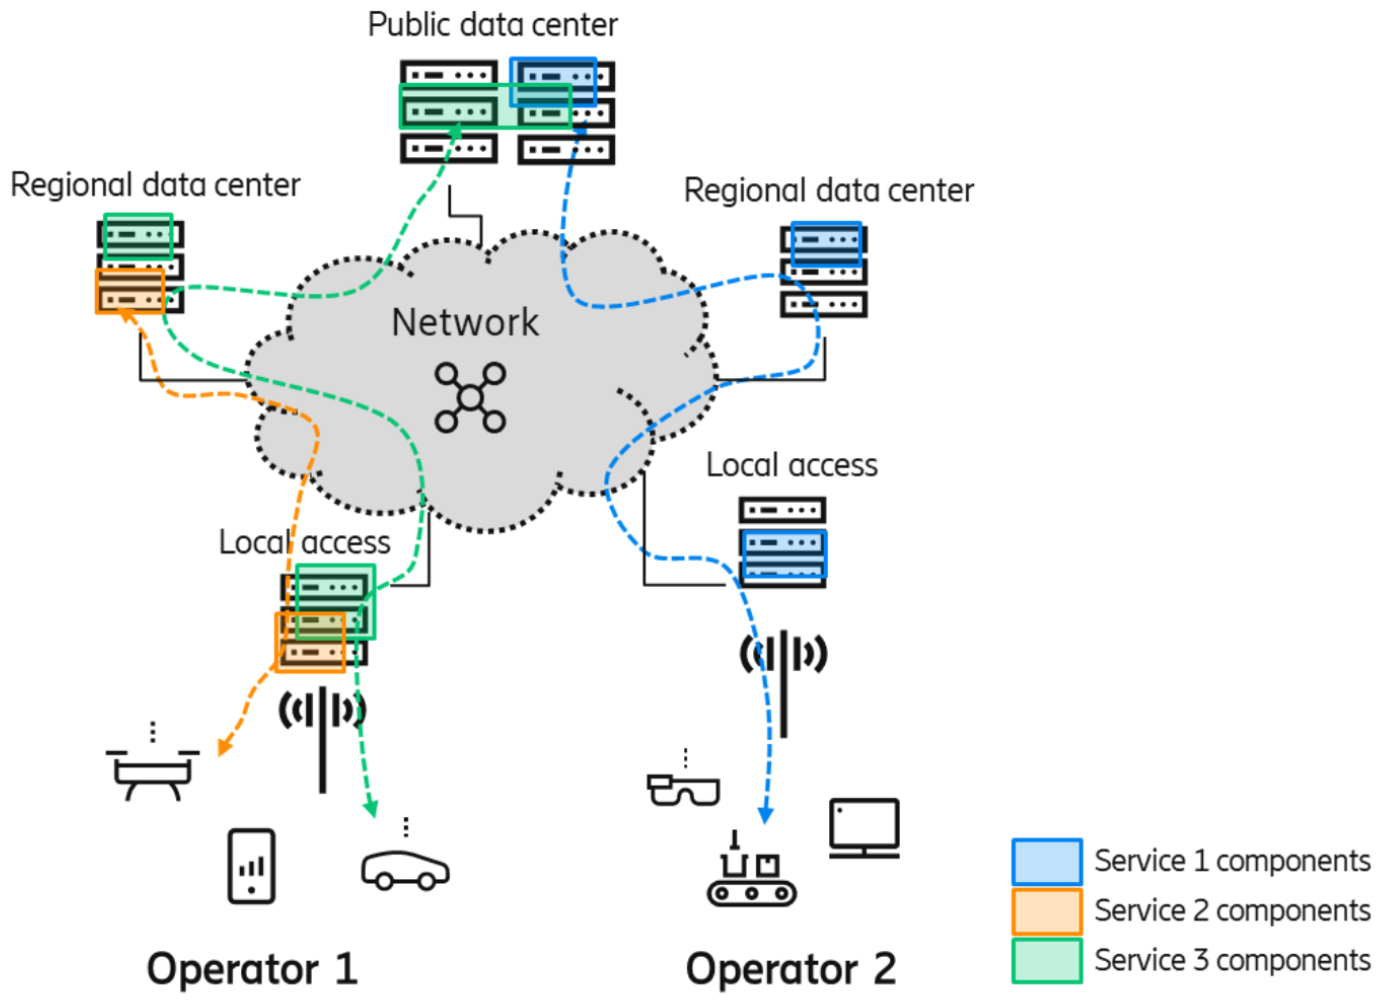 Public data center
Regional data center
Regional data center
Network
Local access
Local access
Service 1 components
Service 2 components
Service 3 components
Operator 1
Operator 2